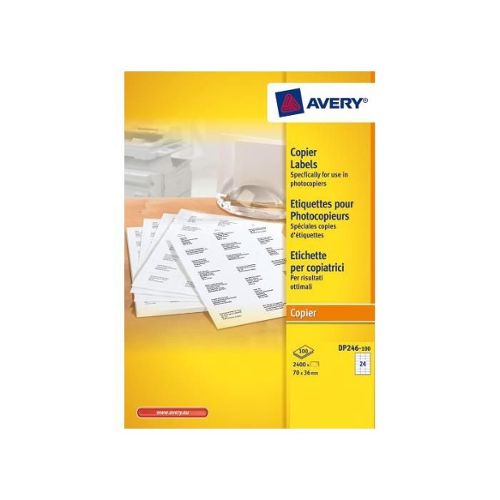 AVERY®
Copier
Labels
Specfically for use in
photocopiers
Etiquettes pour
Photocopieurs
Spéciales copies
d'étiquettes
Etichette
per copiatrici
Per risultati
ottimali
Copier
DP246-100
100
24
2400 x
70 x 36mm
www.avery.eu